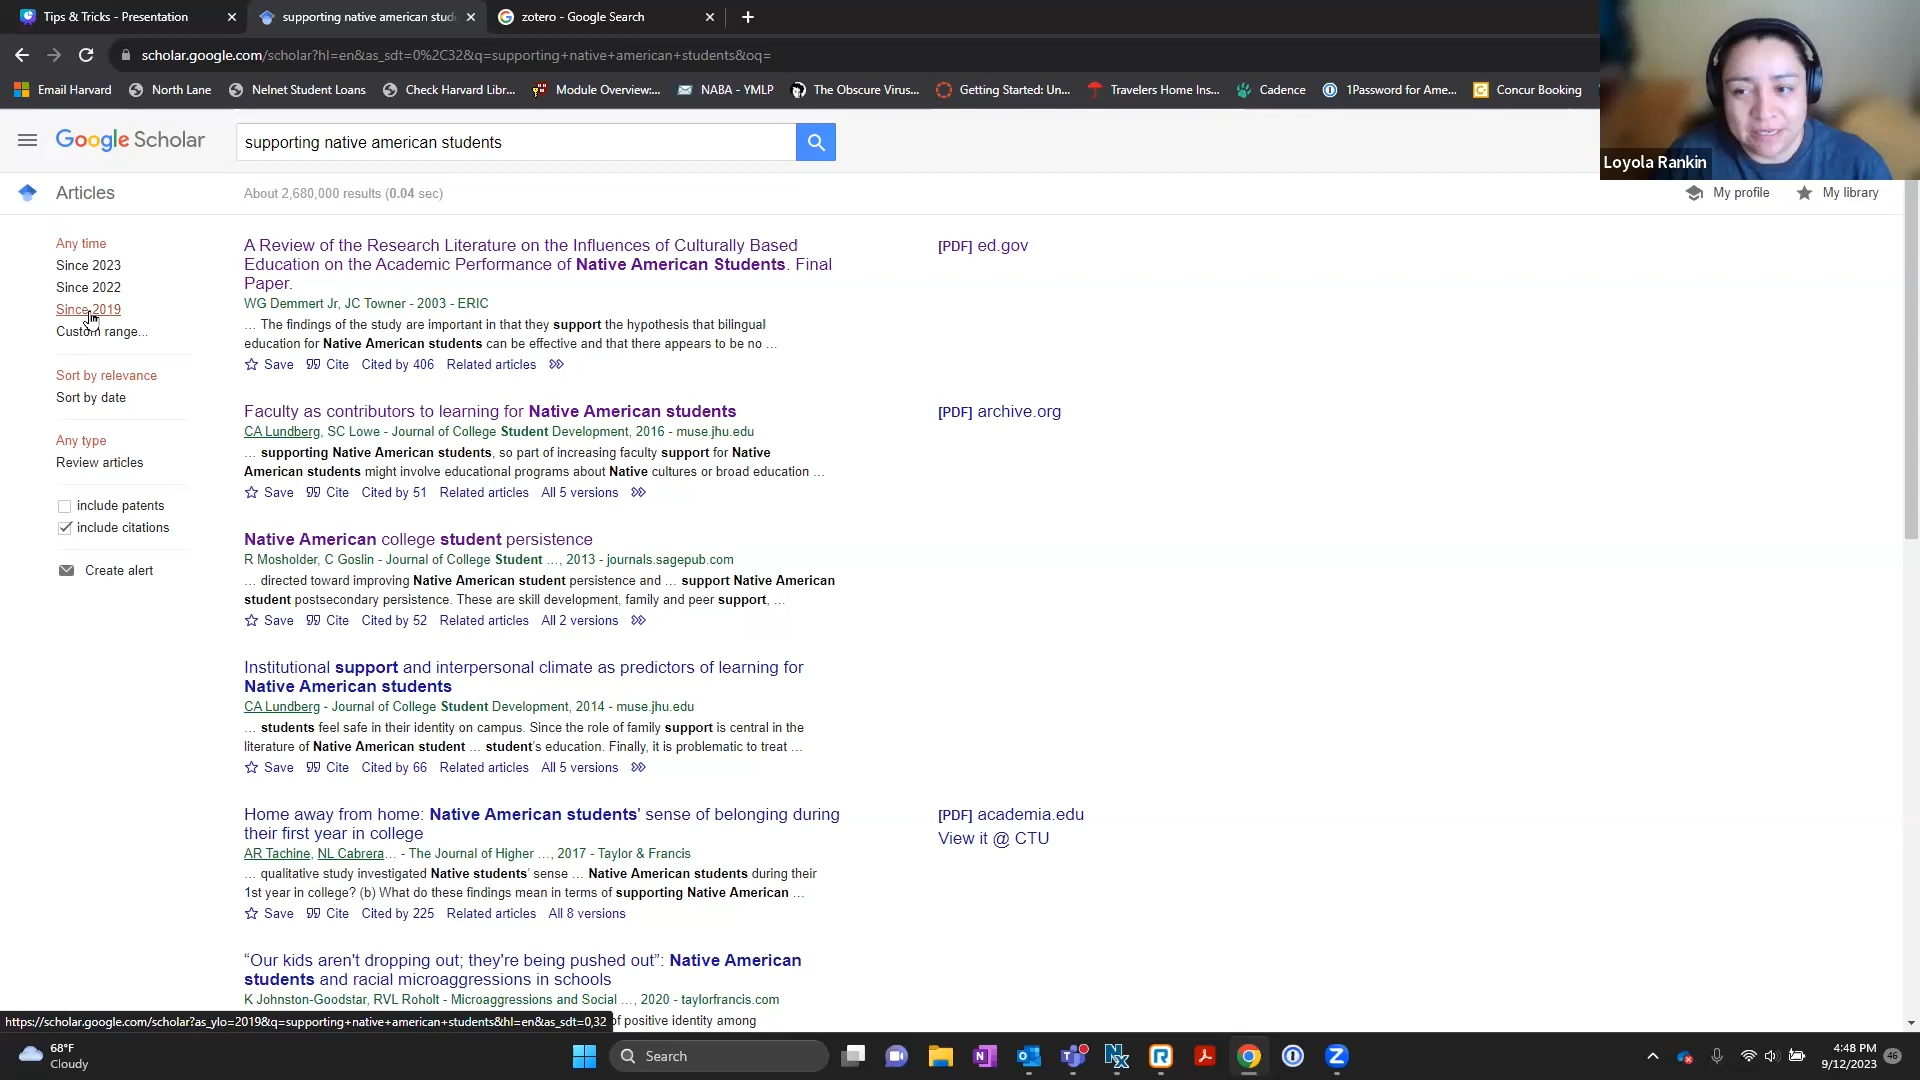 Tips & Tricks - Presentation
supporting native american stud
zotero - Google Search
scholar.google.com/scholar?hl=en&as_sdt=0%2C32&q=supporting+native+american+students&oq=
Email Harvard
North Lane
Nelnet Student Loans
Check Harvard Libr...
Module Overview:...
NABA - YMLP
The Obscure Virus...
Getting Started: Un...
Travelers Home Ins...
Cadence
1Password for Ame...
Concur Booking
Loyola Rankin
Google Scholar
supporting native american students
Articles
About 2,680,000 results (0.04 sec)
My profile
My library
Any time
Since 2023
Since 2022
Since 2019
Custom range...
Sort by relevance
Sort by date
Any type
Review articles
include patents
include citations
Create alert
A Review of the Research Literature on the Influences of Culturally Based
Education on the Academic Performance of Native American Students. Final
Paper.
WG Demmert Jr, JC Towner - 2003 - ERIC
... The findings of the study are important in that they support the hypothesis that bilingual
education for Native American students can be effective and that there appears to be no ...
Save Cite Cited by 406 Related articles
[PDF] ed.gov
Faculty as contributors to learning for Native American students
CA Lundberg, SC Lowe - Journal of College Student Development, 2016 - muse.jhu.edu
... supporting Native American students, so part of increasing faculty support for Native
American students might involve educational programs about Native cultures or broad education ...
Save Cite Cited by 51 Related articles All 5 versions
[PDF] archive.org
Native American college student persistence
R Mosholder, C Goslin - Journal of College Student ..., 2013 - journals.sagepub.com
... directed toward improving Native American student persistence and ... support Native American
student postsecondary persistence. These are skill development, family and peer support, ...
Save Cite Cited by 52 Related articles All 2 versions
Institutional support and interpersonal climate as predictors of learning for
Native American students
CA Lundberg - Journal of College Student Development, 2014 - muse.jhu.edu
... students feel safe in their identity on campus. Since the role of family support is central in the
literature of Native American student ... student's education. Finally, it is problematic to treat ...
Save Cite Cited by 66 Related articles All 5 versions
Home away from home: Native American students' sense of belonging during
their first year in college
AR Tachine, NL Cabrera... - The Journal of Higher ..., 2017 - Taylor & Francis
... qualitative study investigated Native students' sense ... Native American students during their
1st year in college? (b) What do these findings mean in terms of supporting Native American ...
Save Cite Cited by 225 Related articles All 8 versions
[PDF] academia.edu
View it @ CTU
“Our kids aren't dropping out; they're being pushed out”: Native American
students and racial microaggressions in schools
K Johnston-Goodstar, RVL Roholt - Microaggressions and Social ..., 2020 - taylorfrancis.com
of positive identity among
https://scholar.google.com/scholar?as_ylo=2019&q=supporting+native+american+students&hl=en&as_sdt=0,32
68°F
Cloudy
Search
4:48 PM
9/12/2023
46